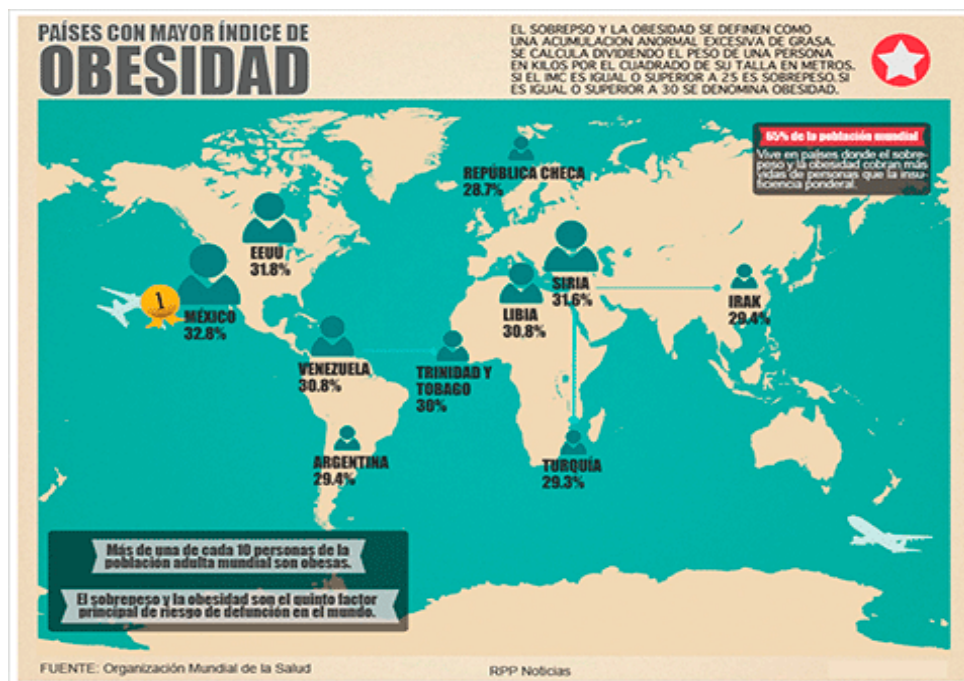 PAÍSES CON MAYOR ÍNDICE DE
OBESIDAD
EL SOBREPESO Y LA OBESIDAD SE DEFINEN COMO
UNA ACUMULACION ANORMAL EXCESIVA DE GRASA.
SE CALCULA DIVIDIENDO EL PESO DE UNA PERSONA
EN KILOS POR EL CUADRADO DE SU TALLA EN METROS.
SI EL IMC ES IGUAL O SUPERIOR A 25 ES SOBREPESO.SI
ES IGUAL O SUPERIOR A 30 SE DENOMINA OBESIDAD.
65% de la población mundial
Vive en países donde el sobre-
peso y la obesidad cobran más
vidas de personas que la insu-
ficiencia ponderal.
REPÚBLICA CHECA
28.7%
EEUU
31.8%
SIRIA
31.6%
IRAK
29.4%
LIBIA
30.8%
1
MÉXICO
32.8%
VENEZUELA
30.8%
TRINIDAD Y
TOBAGO
30%
ARGENTINA
29.4%
TURQUÍA
29.3%
Más de una de cada 10 personas de la
población adulta mundial son obesas.
El sobrepeso y la obesidad son el quinto factor
principal de riesgo de defunción en el mundo.
FUENTE: Organización Mundial de la Salud
RPP Noticias